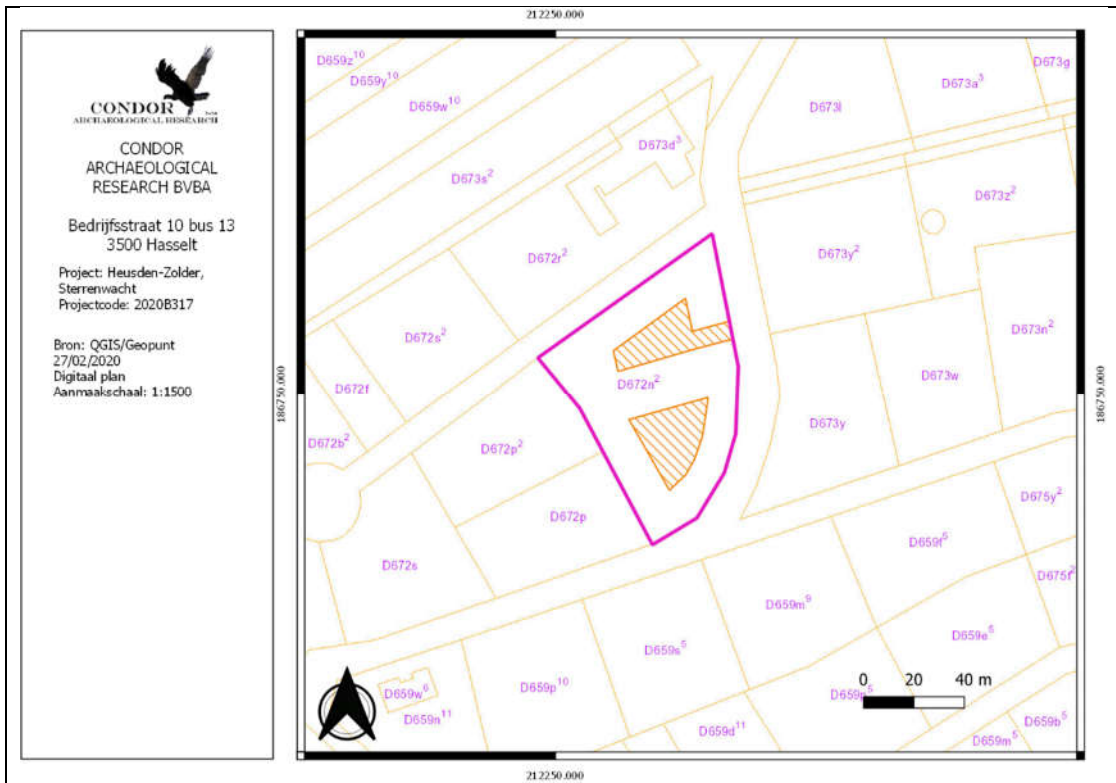 212250.000
CONDOR
ARCHAEOLOGICAL RESEARCH
CONDOR
ARCHAEOLOGICAL
RESEARCH BVBA
Bedrijfsstraat 10 bus 13
3500 Hasselt
Project: Heusden-Zolder,
Sterrenwacht
Projectcode: 2020B317
Bron: QGIS/Geopunt
27/02/2020
Digitaal plan
Aanmaakschaal: 1:1500
186750.000
D659z¹⁰
D659y¹⁰
D659w¹⁰
D673s²
D673d³
D673l
D673a³
D673g
D673z²
D672r²
D673y²
D672s²
D673n²
D672f
D672n²
D673w
D672b²
D672p²
D673y
D672p
D675y²
D672s
D659f⁶
D675f²
D659m⁹
D659e⁶
D659s⁵
D659w⁶
D659p¹⁰
D659n¹¹
D659d¹¹
D659b⁵
D659m⁵
0 20 40 m
186750.000
212250.000